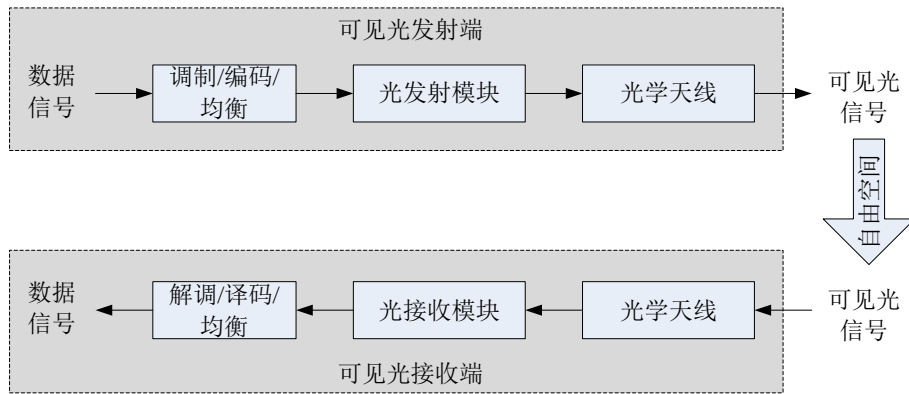 可见光发射端
数据
信号
调制/编码/
均衡
光发射模块
光学天线
可见光
信号
自由空间
数据
信号
解调/译码/
均衡
光接收模块
光学天线
可见光
信号
可见光接收端